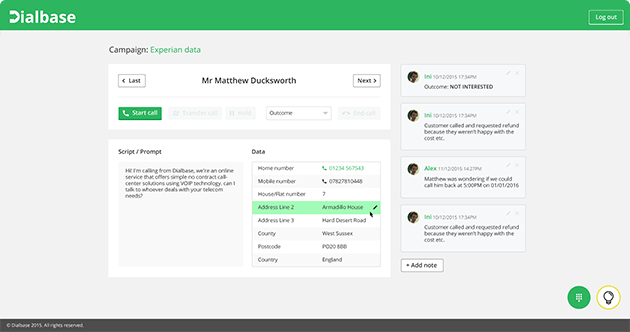 Dialbase
Log out
Campaign: Experian data
Last
Mr Matthew Ducksworth
Next
Start call
Transfer call
Hold
Outcome
End call
Script / Prompt
Hi! I'm calling from Dialbase, we're an online
service that offers simple no contract call-
center solutions using VOIP technology. can I
talk to whoever deals with your telecom
needs?
Data
Home number 01234 567543
Mobile number 07827810448
House/Flat number 7
Address Line 2 Armadillo House
Address Line 3 Hard Desert Road
County West Sussex
Postcode PO20 8BB
Country England
Ini 10/12/2015 17:34PM
Outcome: NOT INTERESTED
Ini 10/12/2015 17:34PM
Customer called and requested refund
because they weren't happy with the
cost etc.
Alex 11/12/2015 14:27PM
Matthew was wondering if we could
call him back at 5:00PM on 01/01/2016
Ini 10/12/2015 17:34PM
Customer called and requested refund
because they weren't happy with the
cost etc.
+ Add note
© Dialbase 2015. All rights reserved.